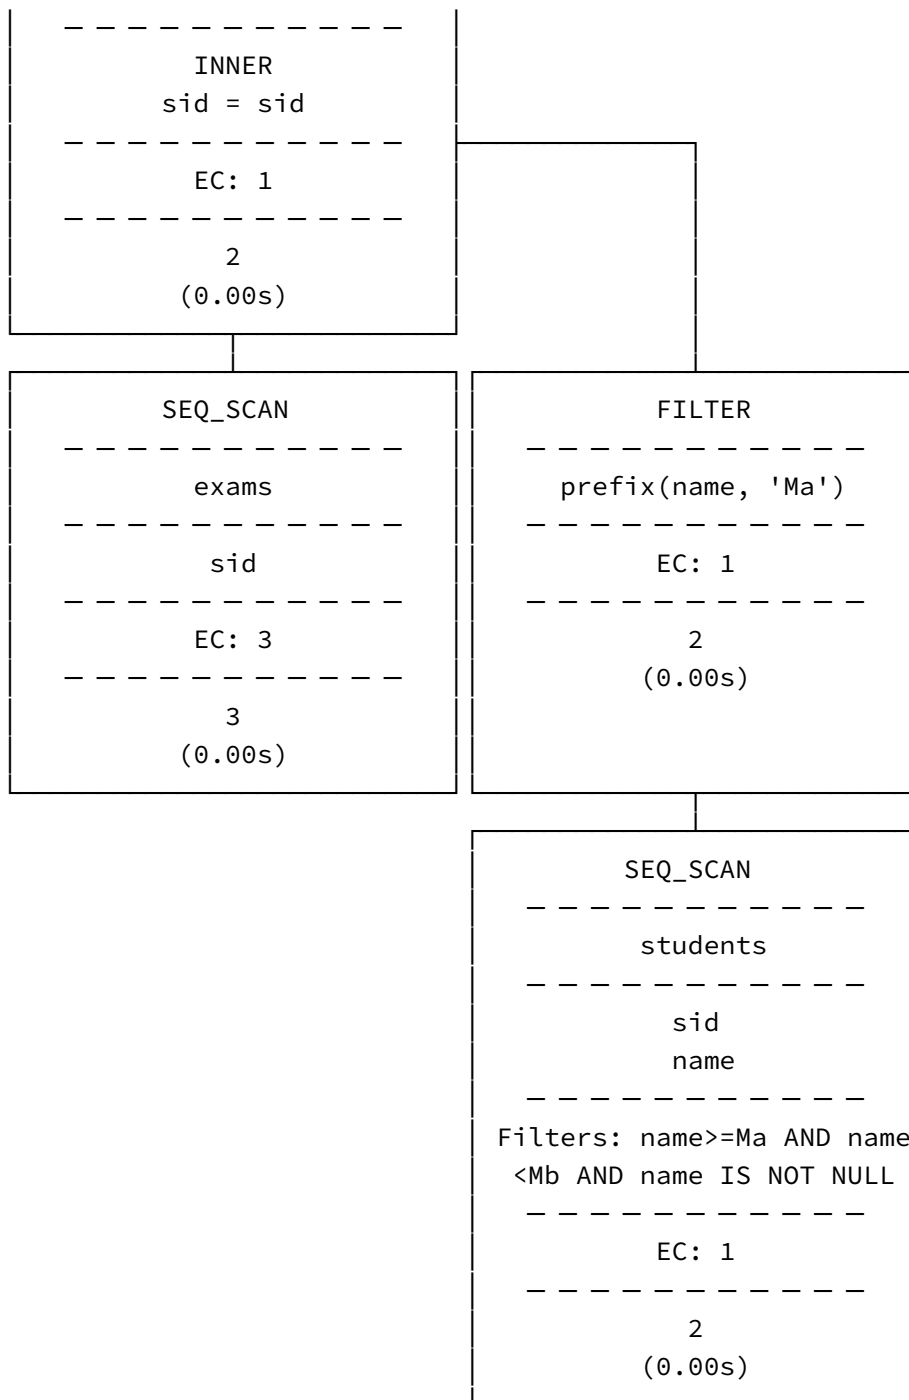 INNER
sid = sid
EC: 1
2
(0.00s)
SEQ_SCAN
exams
sid
EC: 3
3
(0.00s)
FILTER
prefix(name, 'Ma')
EC: 1
2
(0.00s)
SEQ_SCAN
students
sid
name
Filters: name>=Ma AND name
<Mb AND name IS NOT NULL
EC: 1
2
(0.00s)